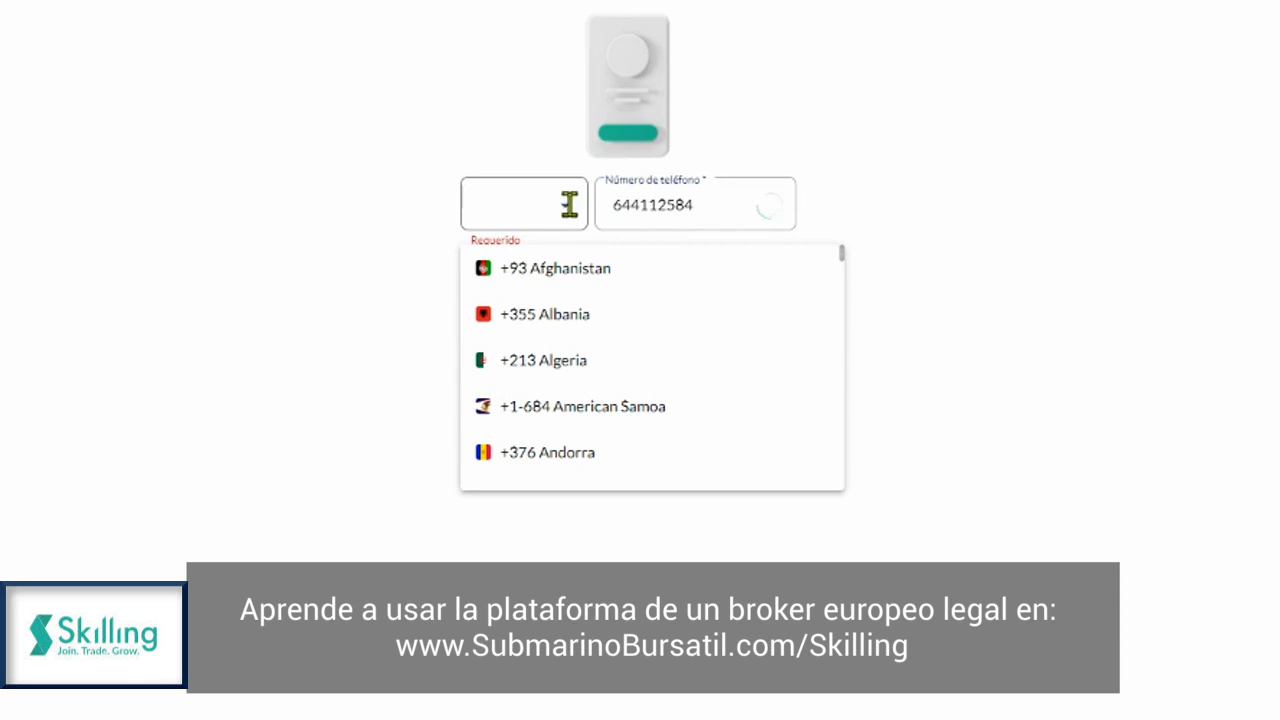 Número de teléfono *
644112584
Requerido
+93 Afghanistan
+355 Albania
+213 Algeria
+1-684 American Samoa
+376 Andorra
Skilling
Join. Trade. Grow.
Aprende a usar la plataforma de un broker europeo legal en:
www.SubmarinoBursatil.com/Skilling